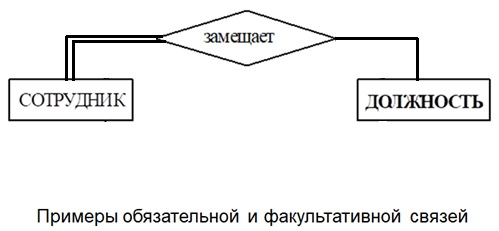 замещает
СОТРУДНИК
ДОЛЖНОСТЬ
Примеры обязательной и факультативной связей